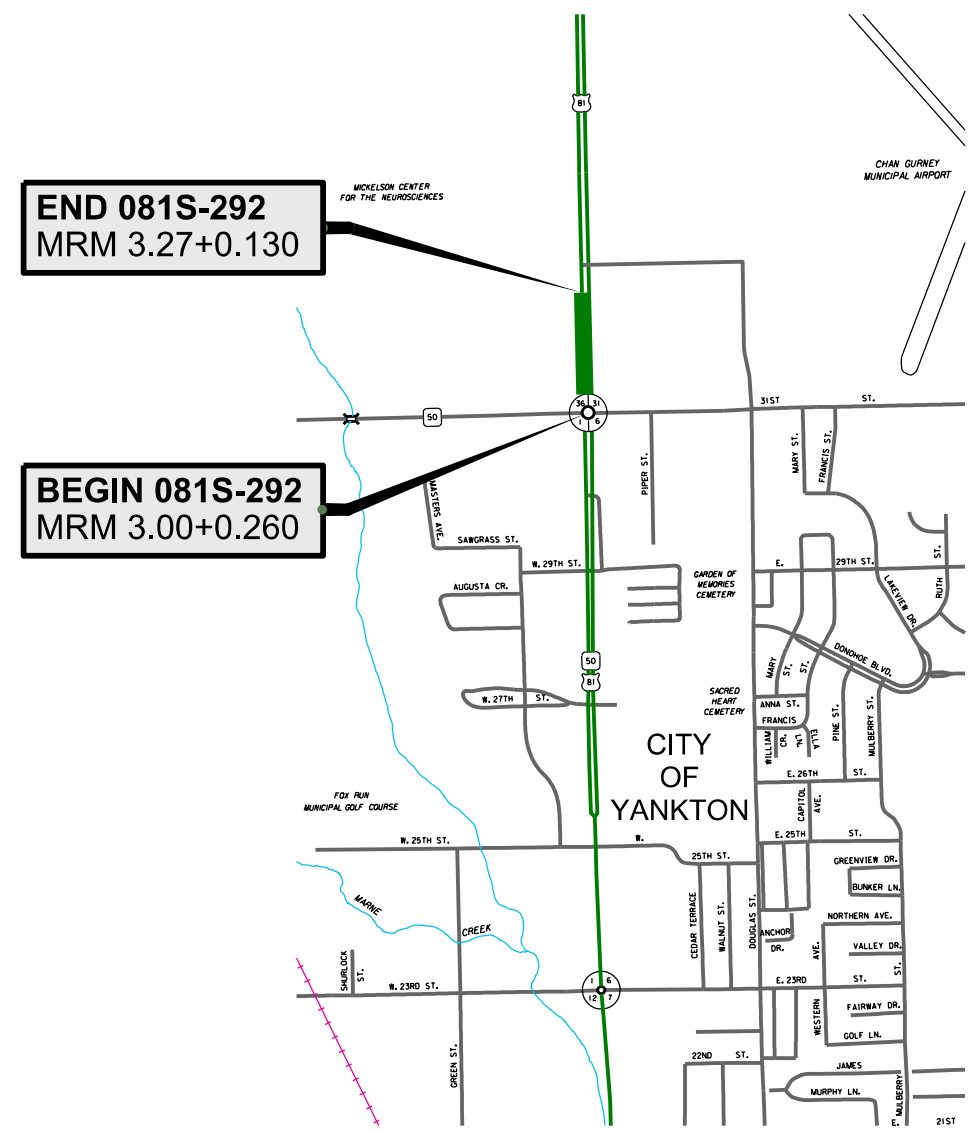 81
CHAN GURNEY
MUNICIPAL AIRPORT
MICKELSON CENTER
FOR THE NEUROSCIENCES
END 081S-292
MRM 3.27+0.130
36 31
1 6
50
31ST ST.
BEGIN 081S-292
MRM 3.00+0.260
MASTERS AVE.
PIPER ST.
MARY ST.
FRANCIS ST.
SAWGRASS ST.
W. 29TH ST.
E. 29TH ST.
RUTH ST.
AUGUSTA CR.
GARDEN OF
MEMORIES
CEMETERY
LAKEVIEW DR.
DONOHOE BLVD.
MARY ST.
ST.
50
81
W. 27TH ST.
SACRED
HEART
CEMETERY
ANNA ST.
FRANCIS
WILLIAM CR.
ELLA LN.
PINE ST.
MULBERRY ST.
CITY
OF
YANKTON
E. 26TH ST.
FOX RUN
MUNICIPAL GOLF COURSE
CAPITOL AVE.
W. 25TH ST.
W. 25TH ST.
E. 25TH ST.
GREENVIEW DR.
BUNKER LN.
MARNE CREEK
CEDAR TERRACE
WALNUT ST.
DOUGLAS ST.
ANCHOR
DR.
NORTHERN AVE.
VALLEY DR.
SHURLOCK ST.
W. 23RD ST.
1 6
12 7
E. 23RD ST.
WESTERN AVE.
ST.
FAIRWAY DR.
GOLF LN.
GREEN ST.
22ND ST.
JAMES
MURPHY LN.
MULBERRY
E. 21ST